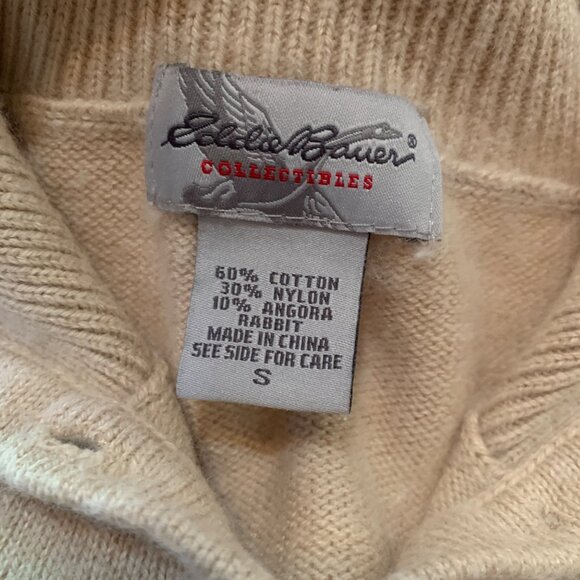 Eddie Bauer®
COLLECTIBLES
60% COTTON
30% NYLON
10% ANGORA
RABBIT
MADE IN CHINA
SEE SIDE FOR CARE
S